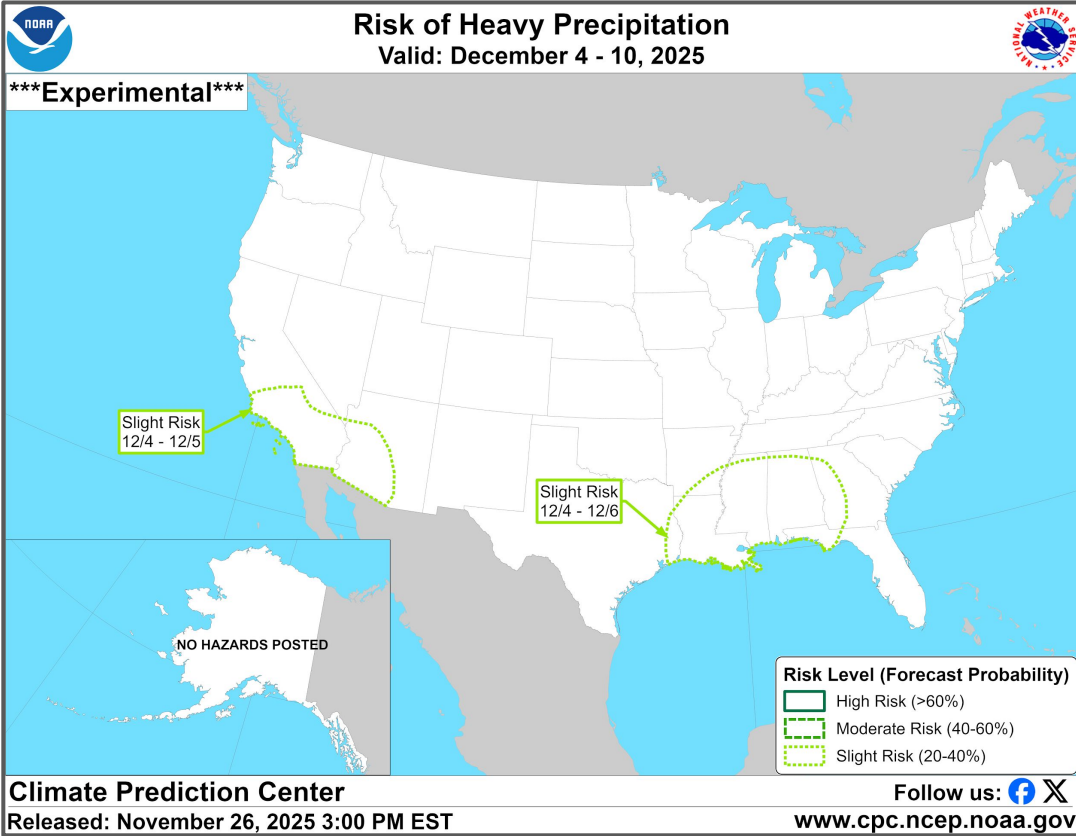 NOAA
Risk of Heavy Precipitation
Valid: December 4 - 10, 2025
NATIONAL WEATHER SERVICE
***Experimental***
Slight Risk
12/4 - 12/5
Slight Risk
12/4 - 12/6
NO HAZARDS POSTED
Risk Level (Forecast Probability)
High Risk (>60%)
Moderate Risk (40-60%)
Slight Risk (20-40%)
Climate Prediction Center
Follow us:
Released: November 26, 2025 3:00 PM EST
www.cpc.ncep.noaa.gov